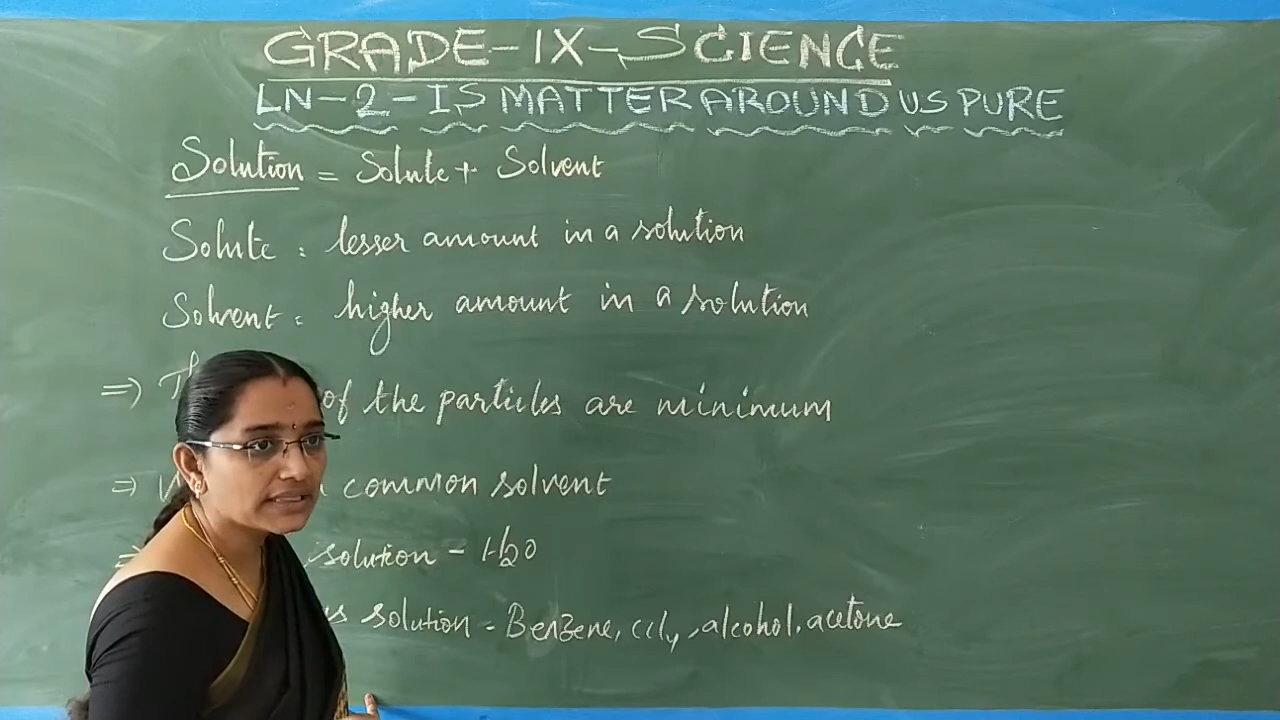 GRADE-IX-SCIENCE
LN-2-IS MATTER AROUND US PURE
Solution = Solute + Solvent
Solute : lesser amount in a solution
Solvent : higher amount in a solution
=> of the particles are minimum
=> common solvent
solution - H2O
solution - Benzene, CCl4, alcohol, acetone